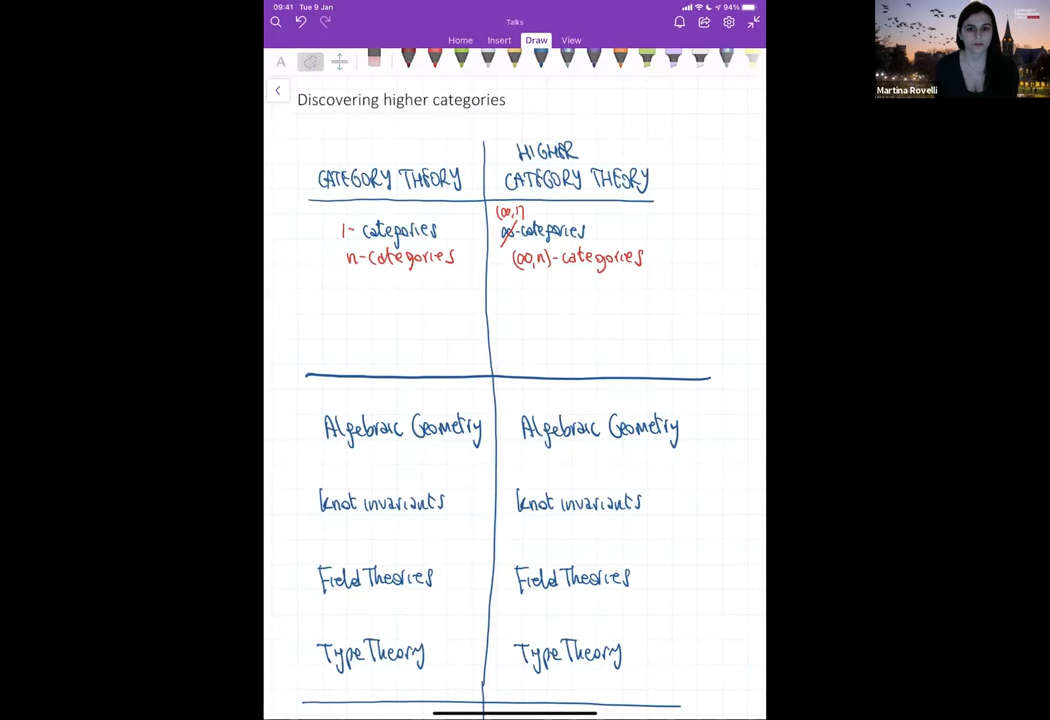 09:41 Tue 9 Jan
94%
Talks
Home Insert Draw View
A
Discovering higher categories
CATEGORY THEORY
HIGHER
CATEGORY THEORY
1- categories
n-categories
(∞,1)
∞-categories
(∞,n)-categories
Algebraic Geometry
Algebraic Geometry
knot invariants
knot invariants
Field Theories
Field Theories
Type Theory
Type Theory
Martina Rovelli